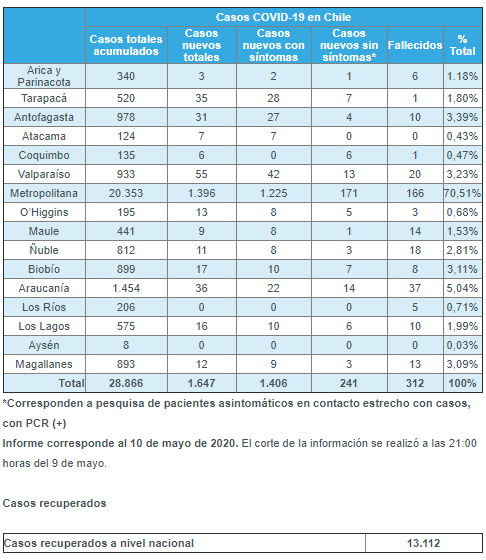 Casos COVID-19 en Chile
Casos totales acumulados Casos nuevos totales Casos nuevos con síntomas Casos nuevos sin síntomas* Fallecidos % Total
Arica y Parinacota 340 3 2 1 6 1.18%
Tarapacá 520 35 28 7 1 1,80%
Antofagasta 978 31 27 4 10 3,39%
Atacama 124 7 7 0 0 0,43%
Coquimbo 135 6 0 6 1 0,47%
Valparaíso 933 55 42 13 20 3,23%
Metropolitana 20.353 1.396 1.225 171 166 70,51%
O'Higgins 195 13 8 5 3 0,68%
Maule 441 9 8 1 14 1,53%
Ñuble 812 11 8 3 18 2,81%
Biobío 899 17 10 7 8 3,11%
Araucanía 1.454 36 22 14 37 5,04%
Los Ríos 206 0 0 0 5 0,71%
Los Lagos 575 16 10 6 10 1,99%
Aysén 8 0 0 0 0 0,03%
Magallanes 893 12 9 3 13 3,09%
Total 28.866 1.647 1.406 241 312 100%
*Corresponden a pesquisa de pacientes asintomáticos en contacto estrecho con casos,
con PCR (+)
Informe corresponde al 10 de mayo de 2020. El corte de la información se realizó a las 21:00
horas del 9 de mayo.
Casos recuperados
Casos recuperados a nivel nacional 13.112